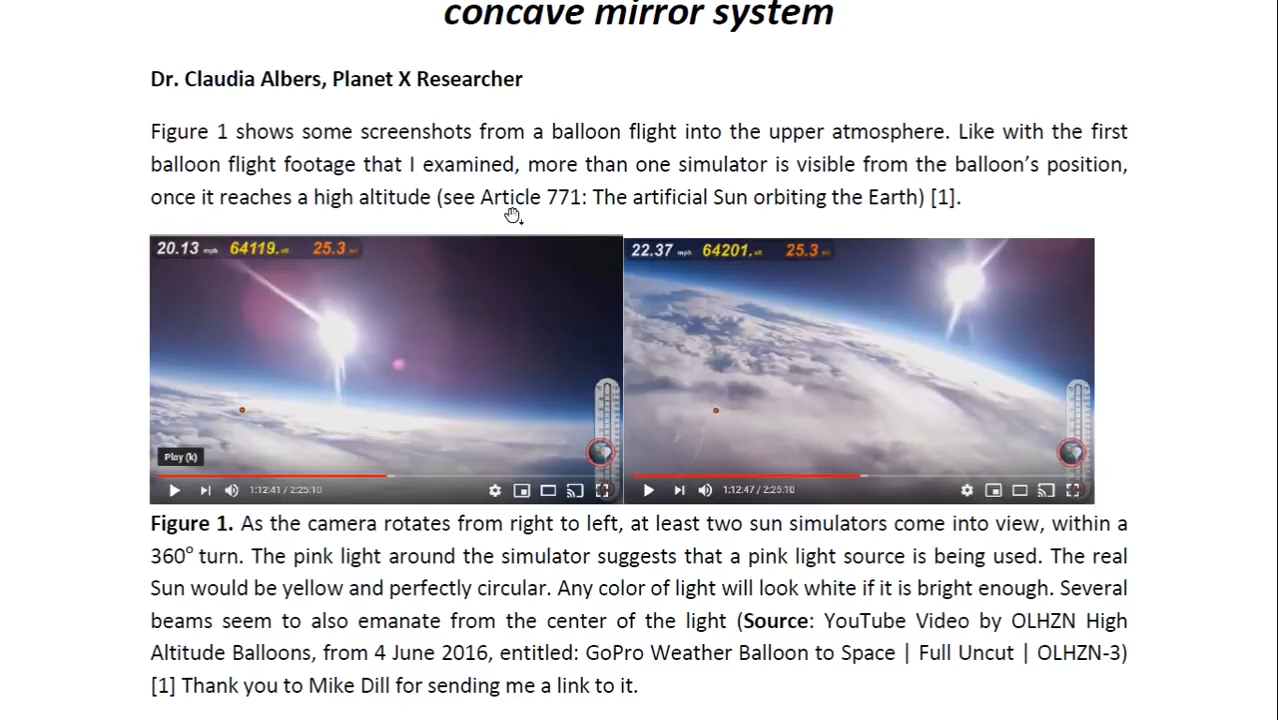 concave mirror system
Dr. Claudia Albers, Planet X Researcher
Figure 1 shows some screenshots from a balloon flight into the upper atmosphere. Like with the first
balloon flight footage that I examined, more than one simulator is visible from the balloon’s position,
once it reaches a high altitude (see Article 771: The artificial Sun orbiting the Earth) [1].
20.13 mph 64119. alt 25.3 mi
22.37 mph 64201. alt 25.3 mi
Play (k)
1:12:41 / 2:25:10
1:12:47 / 2:25:10
Figure 1. As the camera rotates from right to left, at least two sun simulators come into view, within a
360° turn. The pink light around the simulator suggests that a pink light source is being used. The real
Sun would be yellow and perfectly circular. Any color of light will look white if it is bright enough. Several
beams seem to also emanate from the center of the light (Source: YouTube Video by OLHZN High
Altitude Balloons, from 4 June 2016, entitled: GoPro Weather Balloon to Space | Full Uncut | OLHZN-3)
[1] Thank you to Mike Dill for sending me a link to it.